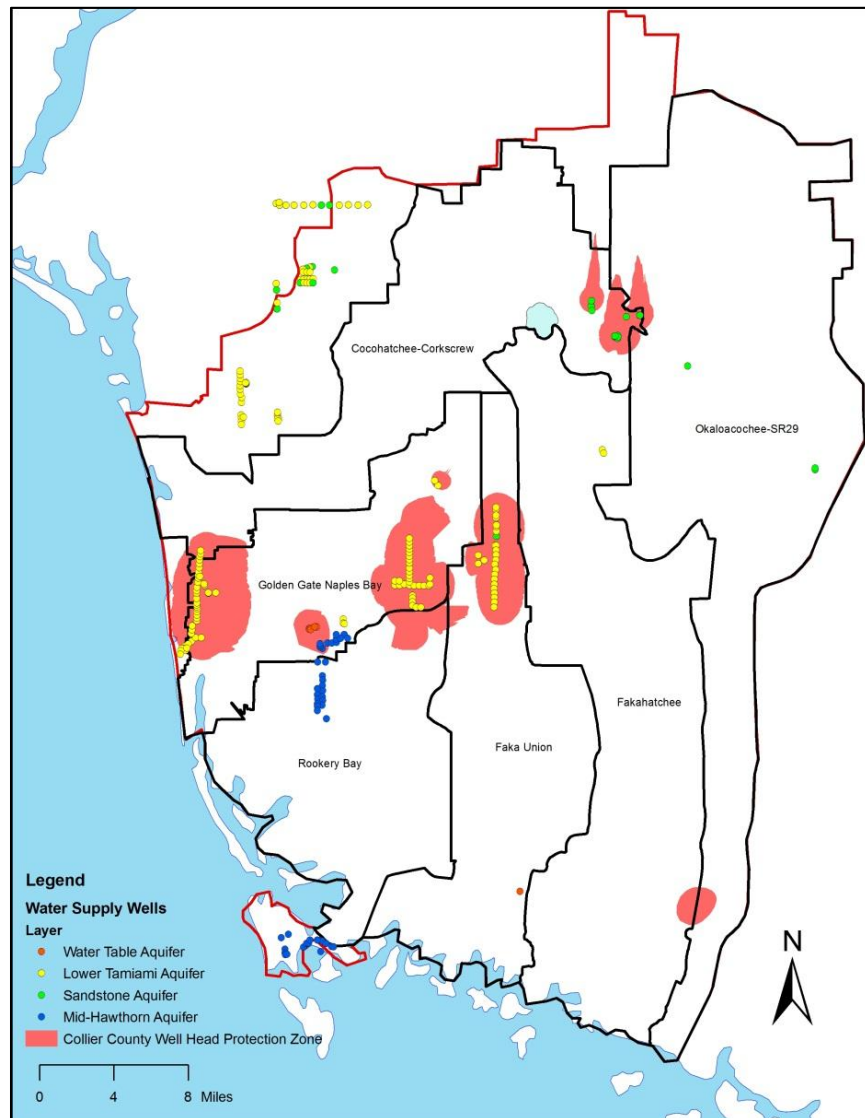 Cocohatchee-Corkscrew
Okaloacochee-SR29
Golden Gate Naples Bay
Fakahatchee
Rookery Bay
Faka Union
Legend
Water Supply Wells
Layer
Water Table Aquifer
Lower Tamiami Aquifer
Sandstone Aquifer
Mid-Hawthorn Aquifer
Collier County Well Head Protection Zone
0 4 8 Miles
N